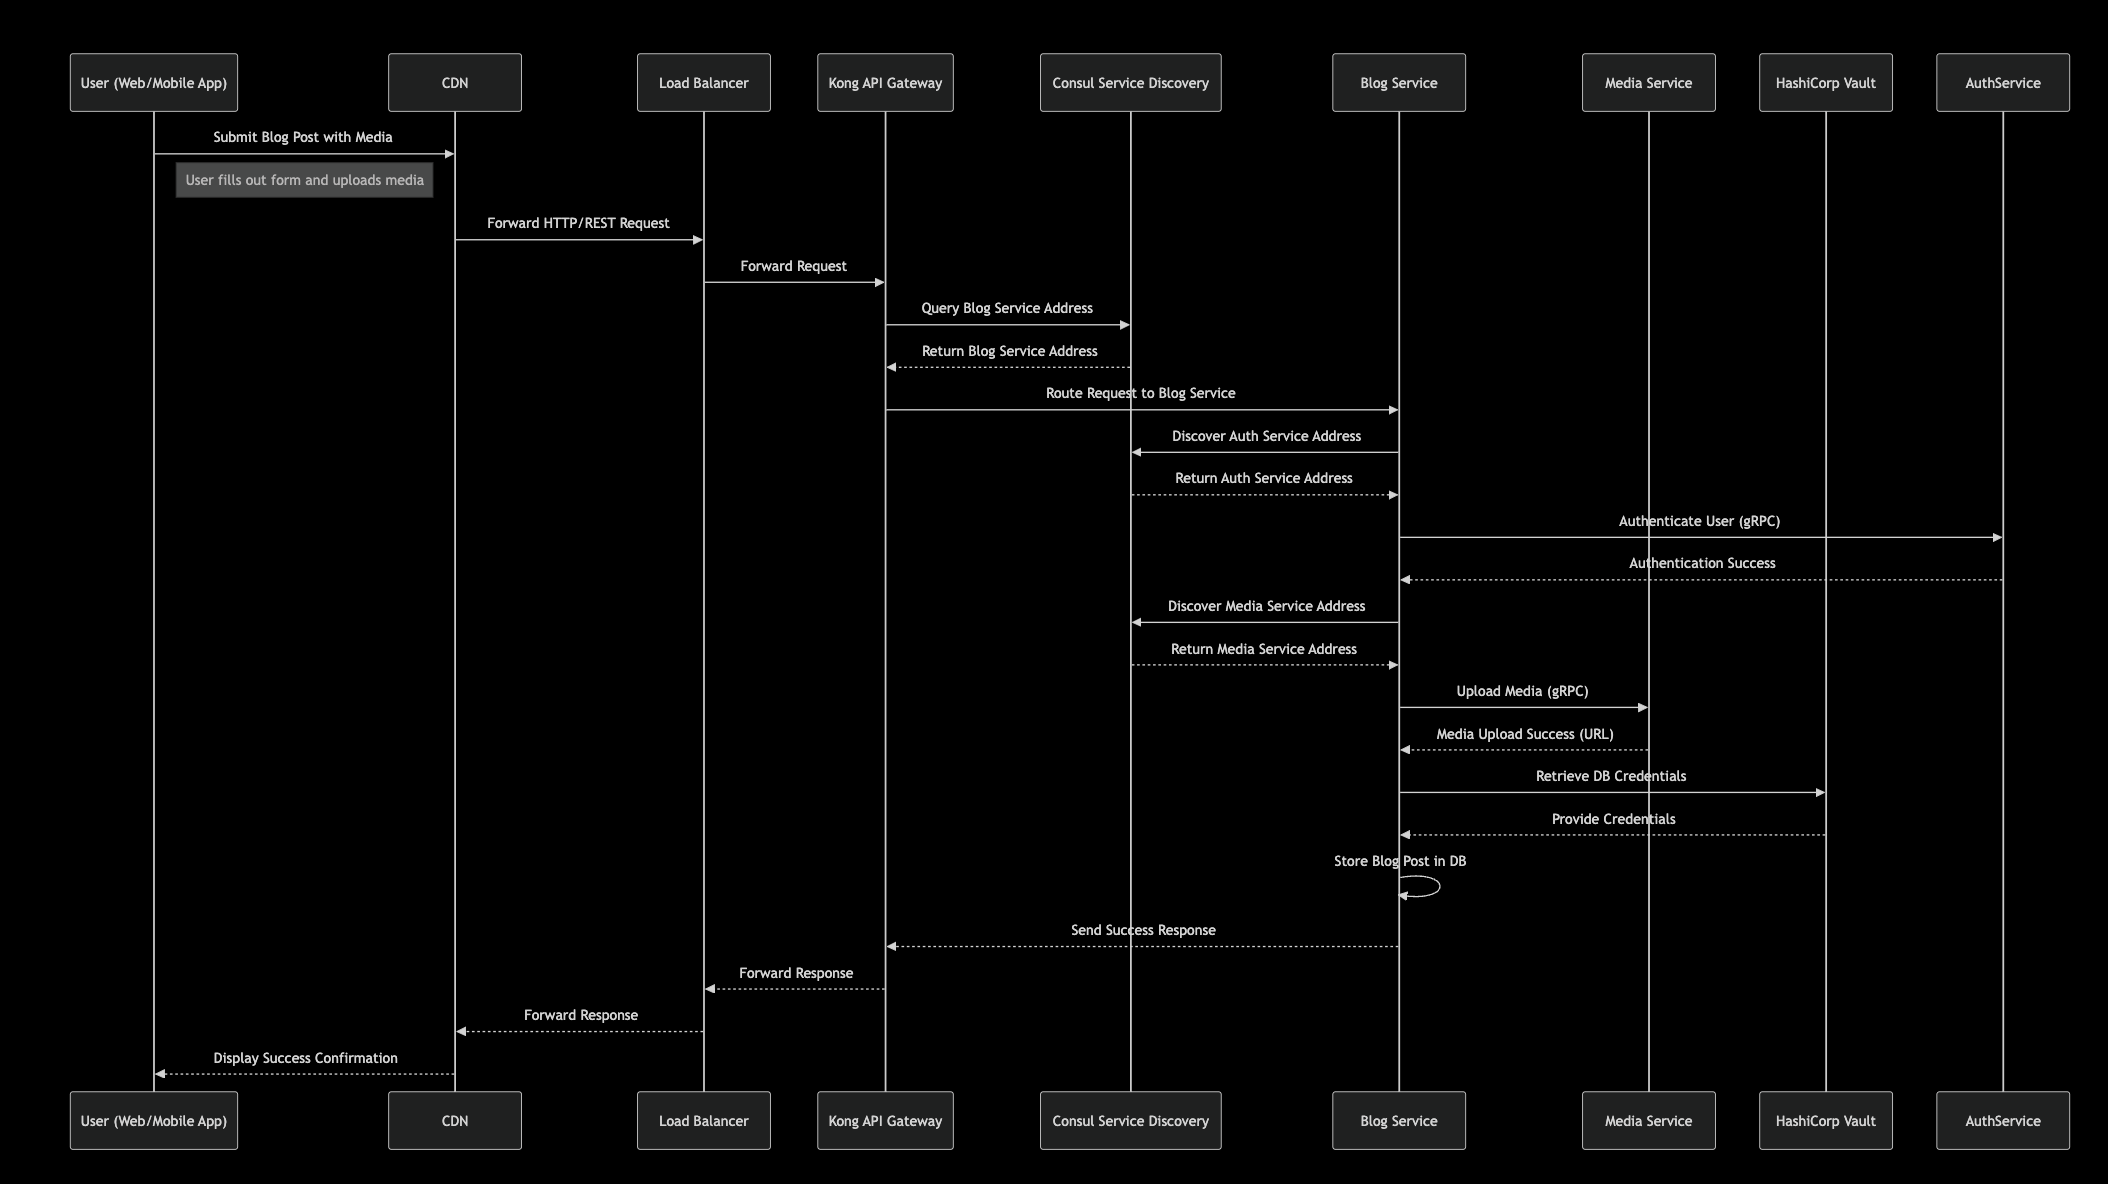 User (Web/Mobile App)
CDN
Load Balancer
Kong API Gateway
Consul Service Discovery
Blog Service
Media Service
HashiCorp Vault
AuthService
Submit Blog Post with Media
User fills out form and uploads media
Forward HTTP/REST Request
Forward Request
Query Blog Service Address
Return Blog Service Address
Route Request to Blog Service
Discover Auth Service Address
Return Auth Service Address
Authenticate User (gRPC)
Authentication Success
Discover Media Service Address
Return Media Service Address
Upload Media (gRPC)
Media Upload Success (URL)
Retrieve DB Credentials
Provide Credentials
Store Blog Post in DB
Send Success Response
Forward Response
Forward Response
Display Success Confirmation
User (Web/Mobile App)
CDN
Load Balancer
Kong API Gateway
Consul Service Discovery
Blog Service
Media Service
HashiCorp Vault
AuthService